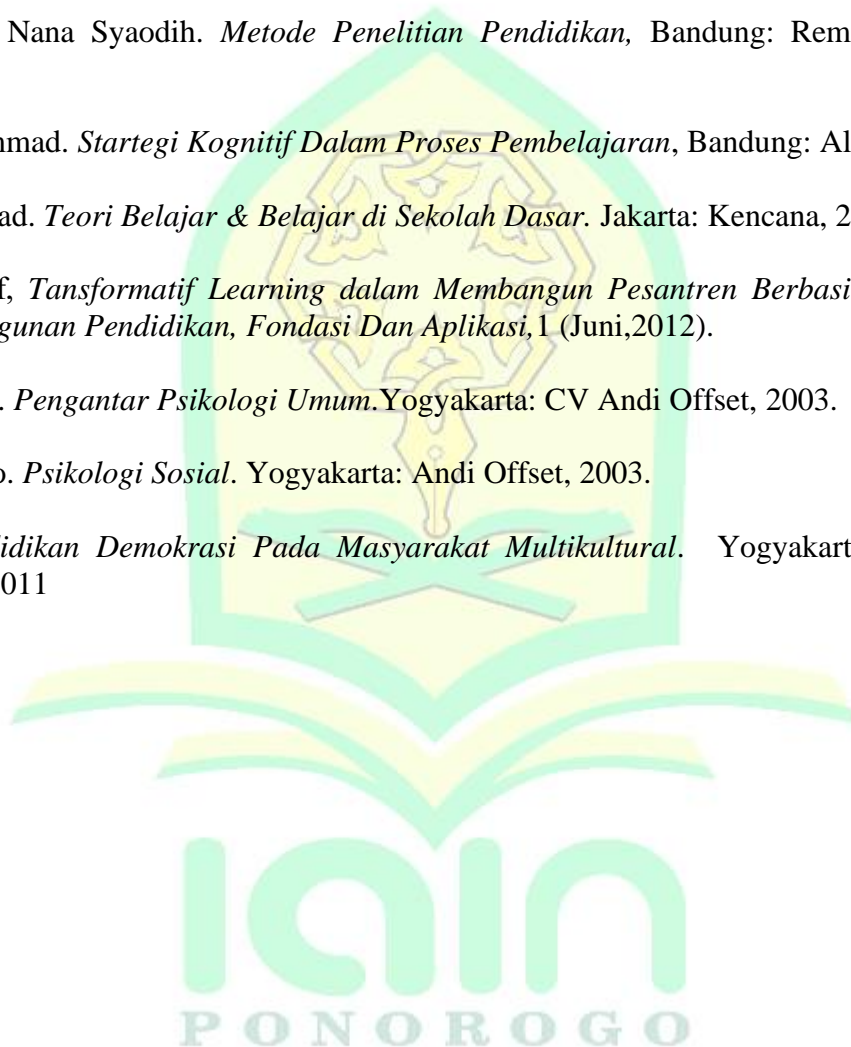 Nana Syaodih. Metode Penelitian Pendidikan, Bandung: Rem
mad. Startegi Kognitif Dalam Proses Pembelajaran, Bandung: Al
ad. Teori Belajar & Belajar di Sekolah Dasar. Jakarta: Kencana, 2
f, Tansformatif Learning dalam Membangun Pesantren Berbasi
gunan Pendidikan, Fondasi Dan Aplikasi,1 (Juni,2012).
. Pengantar Psikologi Umum.Yogyakarta: CV Andi Offset, 2003.
o. Psikologi Sosial. Yogyakarta: Andi Offset, 2003.
didikan Demokrasi Pada Masyarakat Multikultural. Yogyakart
011
iain
PONOROGO